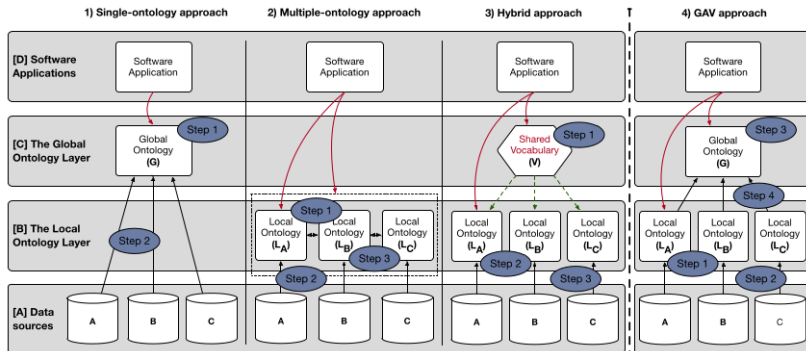 1) Single-ontology approach
2) Multiple-ontology approach
3) Hybrid approach
4) GAV approach
[D] Software
Applications
Software
Application
Software
Application
Software
Application
Software
Application
[C] The Global
Ontology Layer
Step 1
Global
Ontology
(G)
Step 1
Shared
Vocabulary
(V)
Step 3
Global
Ontology
(G)
Step 4
[B] The Local
Ontology Layer
Step 2
Step 1
Local
Ontology
(LA)
Local
Ontology
(LB)
Local
Ontology
(LC)
Step 3
Step 2
Local
Ontology
(LA)
Local
Ontology
(LB)
Local
Ontology
(LC)
Step 2
Step 3
Local
Ontology
(LA)
Local
Ontology
(LB)
Local
Ontology
(LC)
Step 1
Step 2
[A] Data
sources
A
B
C
A
B
C
A
B
C
A
B
C